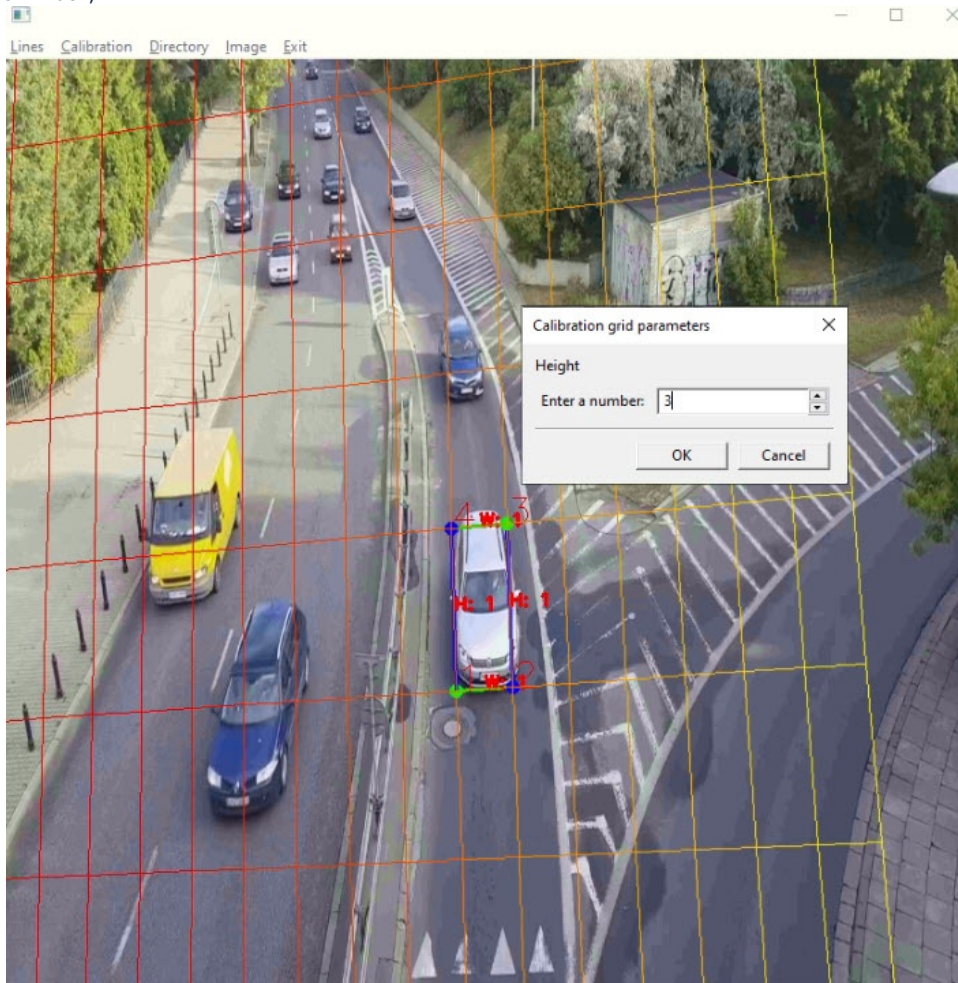 Lines Calibration Directory Image Exit
Calibration grid parameters
Height
Enter a number: 3
OK Cancel
4 W: 1 3
H: 1 H: 1
W: 1 2